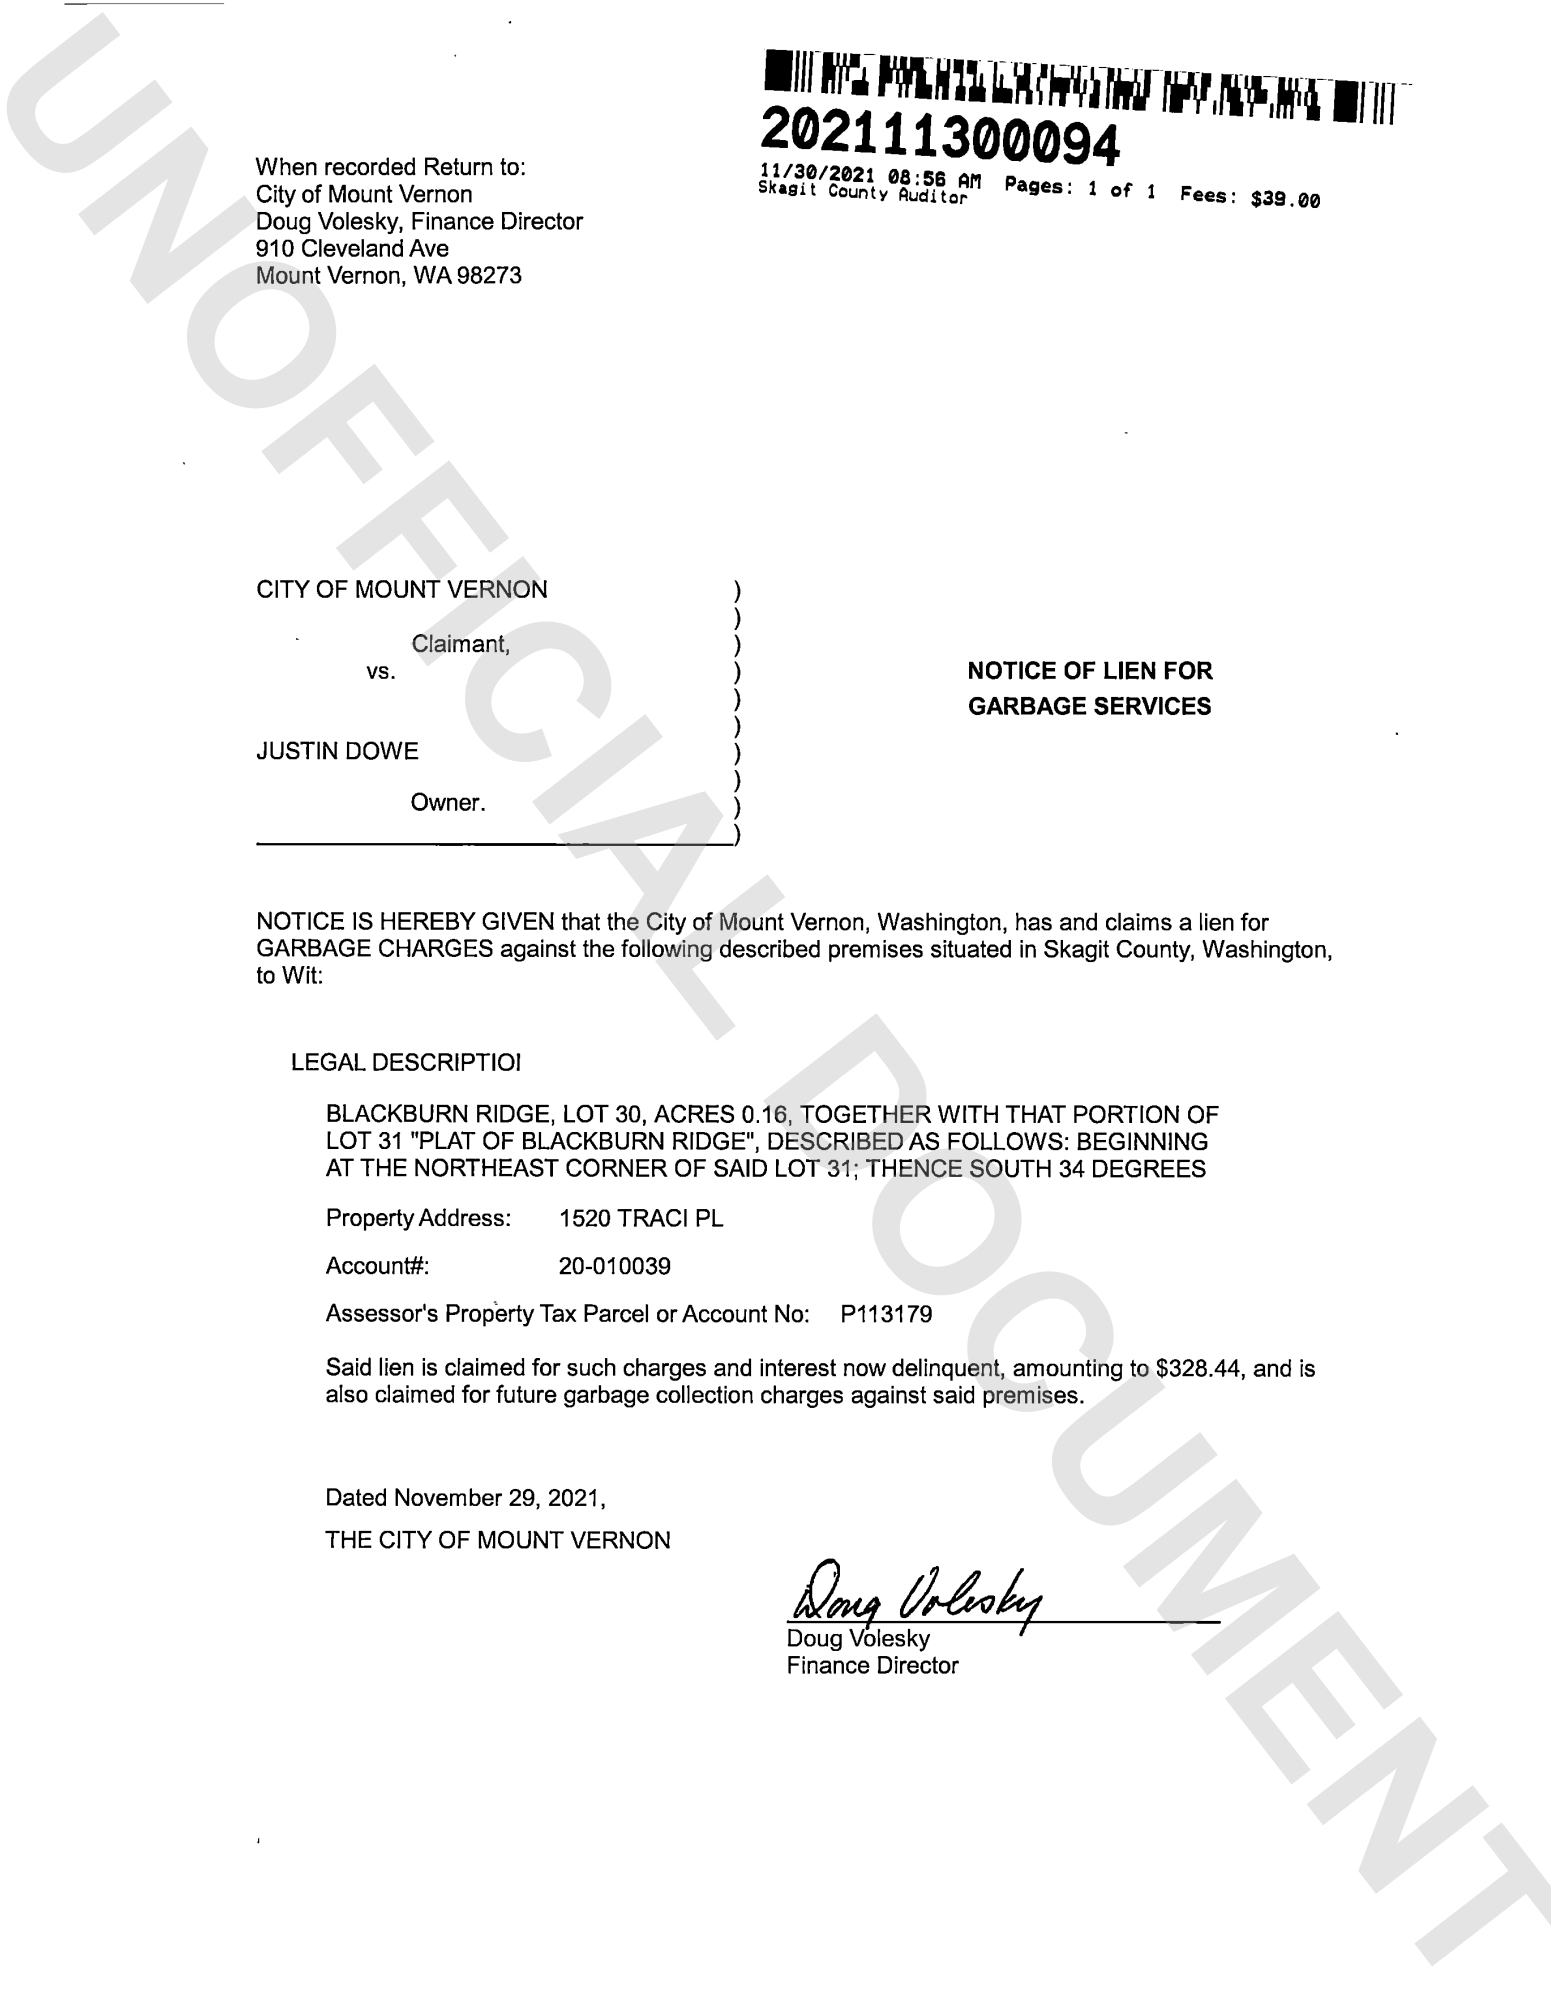 202111300094
11/30/2021 08:56 AM Pages: 1 of 1 Fees: $39.00
Skagit County Auditor
When recorded Return to:
City of Mount Vernon
Doug Volesky, Finance Director
910 Cleveland Ave
Mount Vernon, WA 98273
CITY OF MOUNT VERNON )
)
Claimant, )
vs. )
)
)
JUSTIN DOWE )
)
Owner. )
)
NOTICE OF LIEN FOR
GARBAGE SERVICES
NOTICE IS HEREBY GIVEN that the City of Mount Vernon, Washington, has and claims a lien for
GARBAGE CHARGES against the following described premises situated in Skagit County, Washington,
to Wit:
LEGAL DESCRIPTIOI
BLACKBURN RIDGE, LOT 30, ACRES 0.16, TOGETHER WITH THAT PORTION OF
LOT 31 "PLAT OF BLACKBURN RIDGE", DESCRIBED AS FOLLOWS: BEGINNING
AT THE NORTHEAST CORNER OF SAID LOT 31; THENCE SOUTH 34 DEGREES
Property Address: 1520 TRACI PL
Account#: 20-010039
Assessor's Property Tax Parcel or Account No: P113179
Said lien is claimed for such charges and interest now delinquent, amounting to $328.44, and is
also claimed for future garbage collection charges against said premises.
Dated November 29, 2021,
THE CITY OF MOUNT VERNON
Doug Volesky
Doug Volesky
Finance Director
UNOFFICIAL DOCUMENT